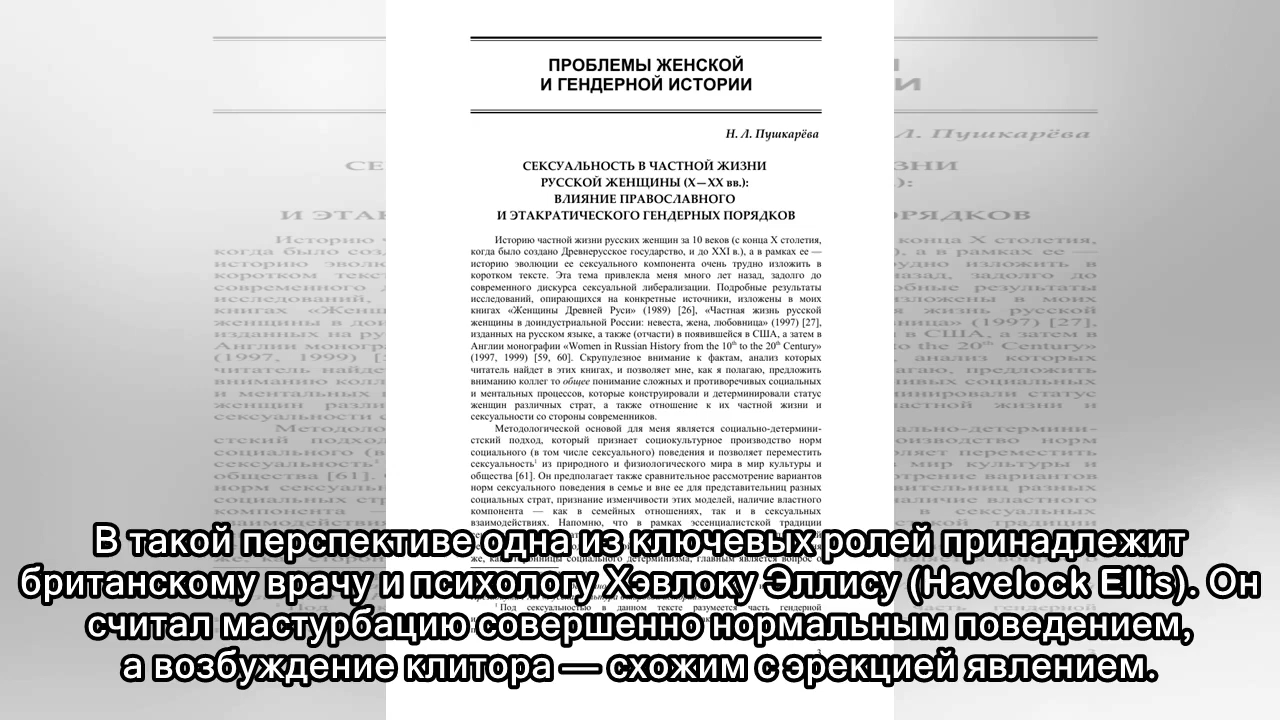 ПРОБЛЕМЫ ЖЕНСКОЙ
И ГЕНДЕРНОЙ ИСТОРИИ
Н. Л. Пушкарёва
СЕКСУАЛЬНОСТЬ В ЧАСТНОЙ ЖИЗНИ
РУССКОЙ ЖЕНЩИНЫ (X—XX вв.):
ВЛИЯНИЕ ПРАВОСЛАВНОГО
И ЭТАКРАТИЧЕСКОГО ГЕНДЕРНЫХ ПОРЯДКОВ
Историю частной жизни русских женщин за 10 веков (с конца X столетия,
когда было создано Древнерусское государство, и до XXI в.), а в рамках ее —
историю эволюции ее сексуального компонента очень трудно изложить в
коротком тексте. Эта тема привлекла меня много лет назад, задолго до
современного дискурса сексуальной либерализации. Подробные результаты
исследований, опирающихся на конкретные источники, изложены в моих
книгах «Женщины Древней Руси» (1989) [26], «Частная жизнь русской
женщины в доиндустриальной России: невеста, жена, любовница» (1997) [27],
изданных на русском языке, а также (отчасти) в появившейся в США, а затем в
Англии монографии «Women in Russian History from the 10th to the 20th Century»
(1997, 1999) [59, 60]. Скрупулезное внимание к фактам, анализ которых
читатель найдет в этих книгах, и позволяет мне, как я полагаю, предложить
вниманию коллег то общее понимание сложных и противоречивых социальных
и ментальных процессов, которые конструировали и детерминировали статус
женщин различных страт, а также отношение к их частной жизни и
сексуальности со стороны современников.
Методологической основой для меня является социально-детермини-
стский подход, который признает социокультурное производство норм
социального (в том числе сексуального) поведения и позволяет переместить
сексуальность1 из природного и физиологического мира в мир культуры и
общества [61]. Он предполагает также сравнительное рассмотрение вариантов
норм сексуального поведения в семье и вне ее для представительниц разных
социальных страт, признание изменчивости этих моделей, наличие властного
компонента — как в семейных отношениях, так и в сексуальных
взаимодействиях. Напомню, что в рамках эссенциалистской традиции
В такой перспективе одна из ключевых ролей принадлежит
британскому врачу и психологу Хэвлоку Эллису (Havelock Ellis). Он
1 Под сексуальностью в данном тексте разумеется часть гендерной
считал мастурбацию совершенно нормальным поведением,
а возбуждение клитора — схожим с эрекцией явлением.